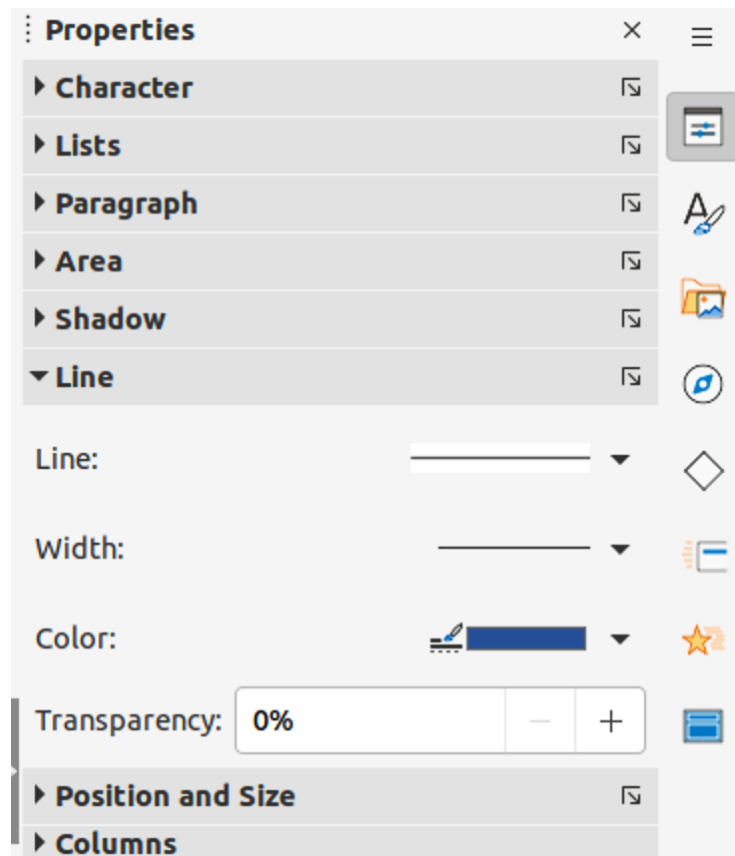 Properties
Character
Lists
Paragraph
Area
Shadow
Line
Line:
Width:
Color:
Transparency: 0%
Position and Size
Columns